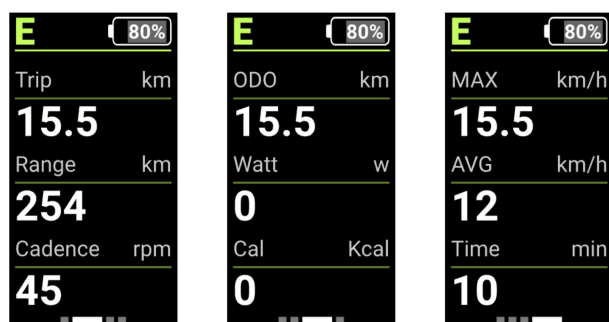 E 80%
Trip km
15.5
Range km
254
Cadence rpm
45
E 80%
ODO km
15.5
Watt w
0
Cal Kcal
0
E 80%
MAX km/h
15.5
AVG km/h
12
Time min
10